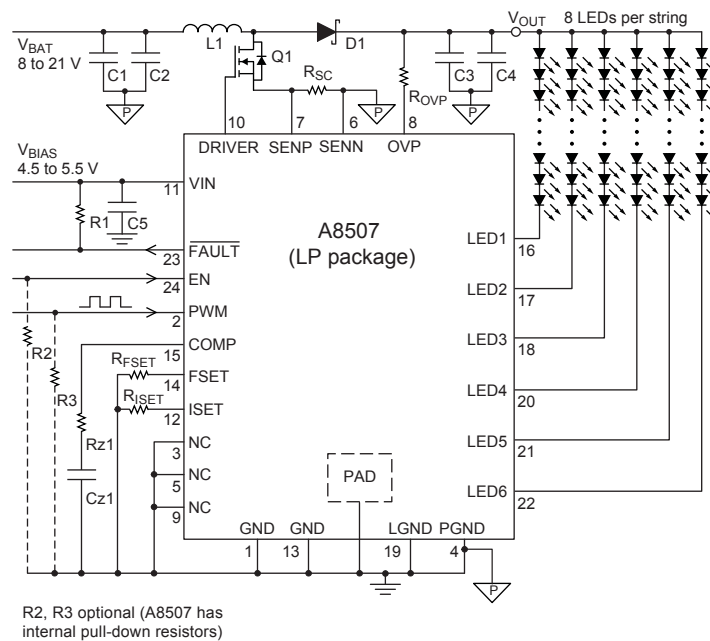 VOUT
8 LEDs per string
L1
Q1
D1
VBAT
8 to 21 V
C1
C2
RSC
C3
C4
ROVP
P
P
10
7
6
8
DRIVER
SENP
SENN
OVP
VBIAS
4.5 to 5.5 V
11
VIN
R1
C5
A8507
(LP package)
LED1
16
FAULT
23
EN
24
LED2
17
PWM
2
R2
R3
COMP
15
LED3
18
RFSET
FSET
14
RISET
ISET
12
LED4
20
Rz1
NC
3
LED5
21
Cz1
NC
5
PAD
LED6
22
NC
9
GND
GND
LGND
PGND
1
13
19
4
P
R2, R3 optional (A8507 has
internal pull-down resistors)